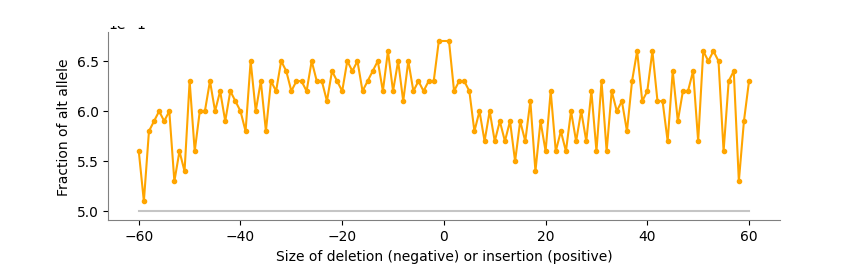 6.5
6.0
5.5
5.0
Fraction of alt allele
−60 −40 −20 0 20 40 60
Size of deletion (negative) or insertion (positive)